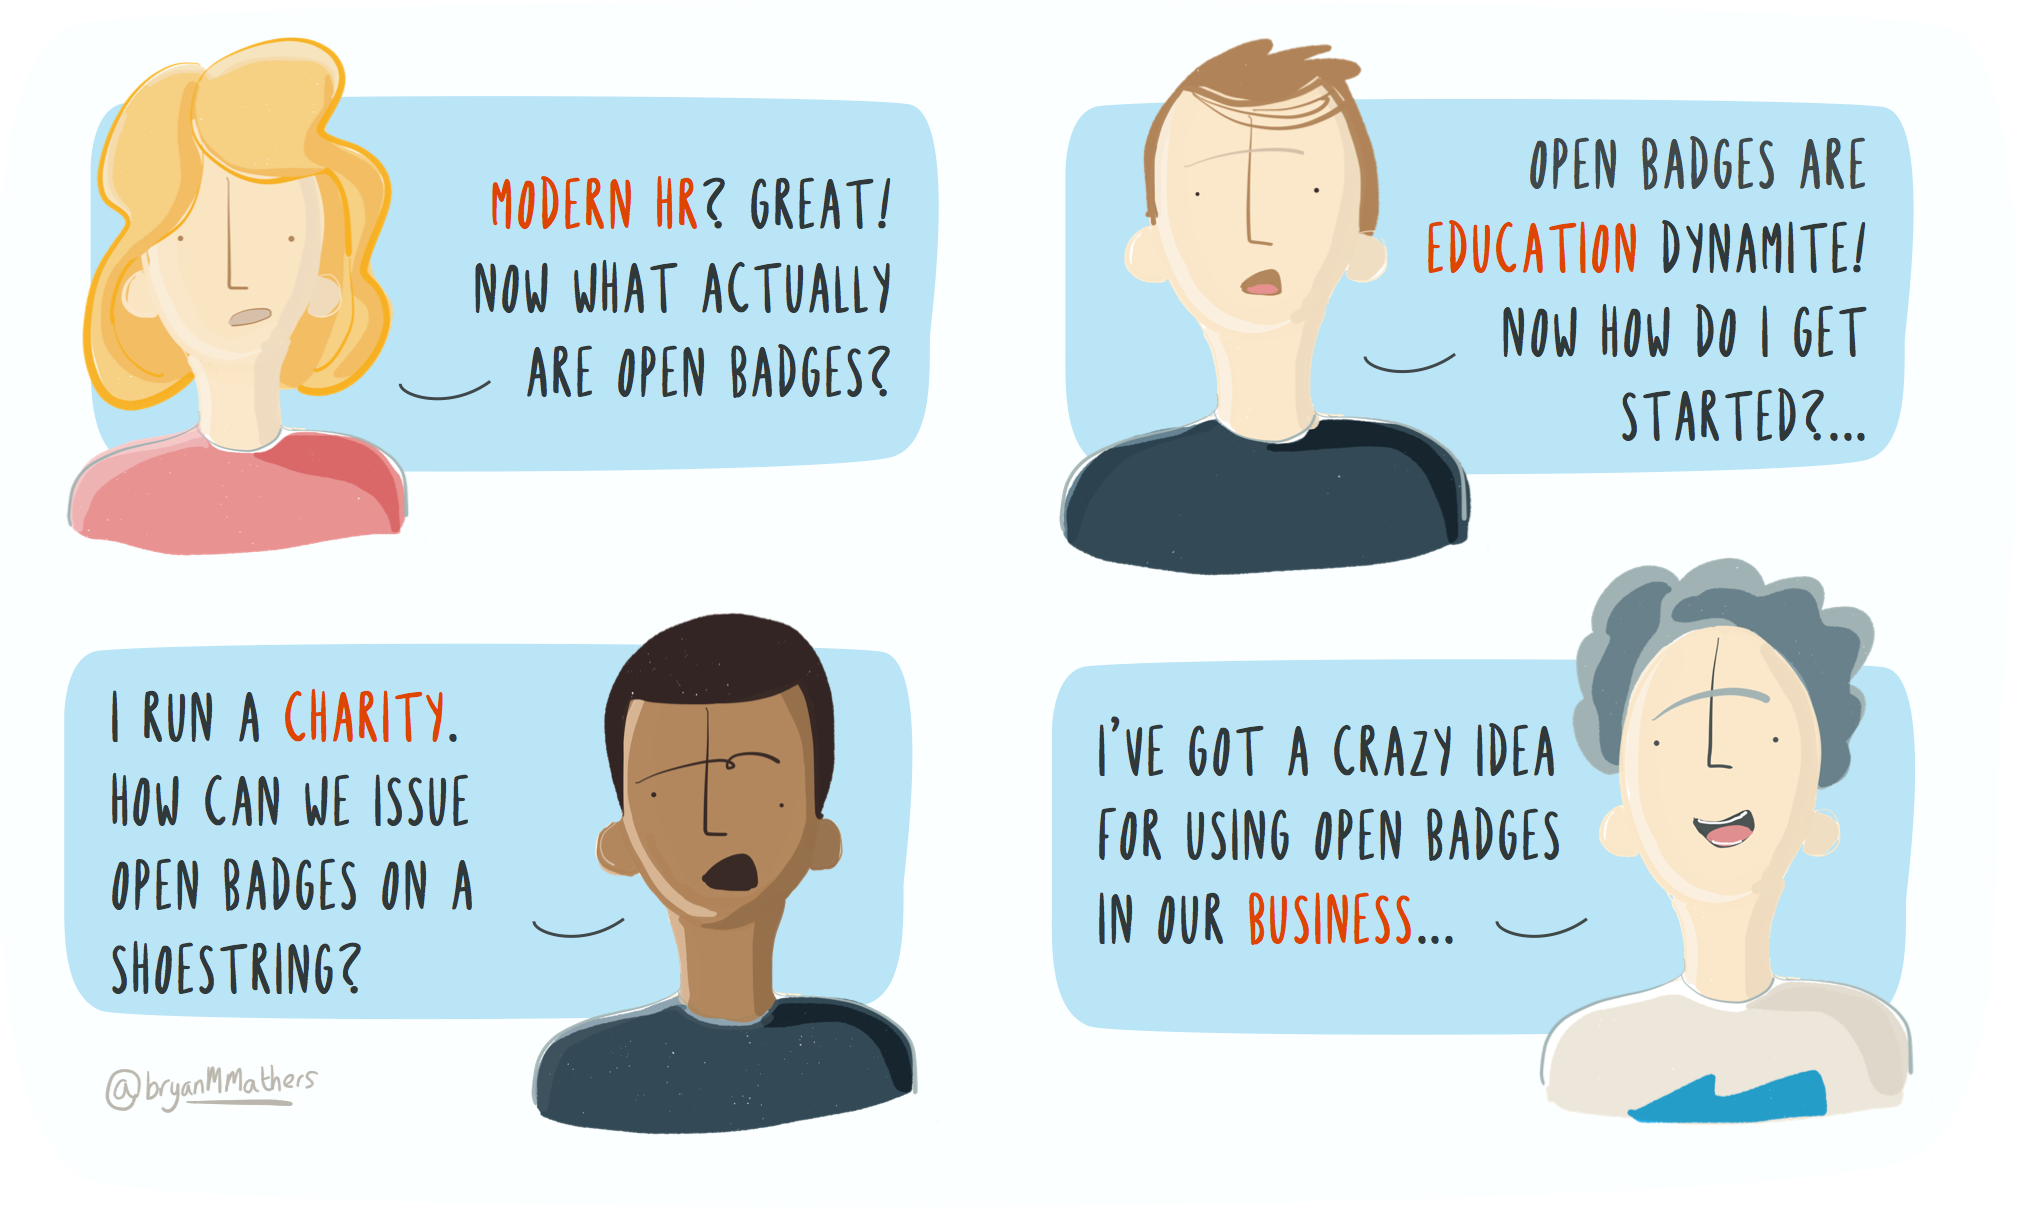 MODERN HR? GREAT!
NOW WHAT ACTUALLY
ARE OPEN BADGES?
OPEN BADGES ARE
EDUCATION DYNAMITE!
NOW HOW DO I GET
STARTED?...
I RUN A CHARITY.
HOW CAN WE ISSUE
OPEN BADGES ON A
SHOESTRING?
I'VE GOT A CRAZY IDEA
FOR USING OPEN BADGES
IN OUR BUSINESS...
@bryanMMathers